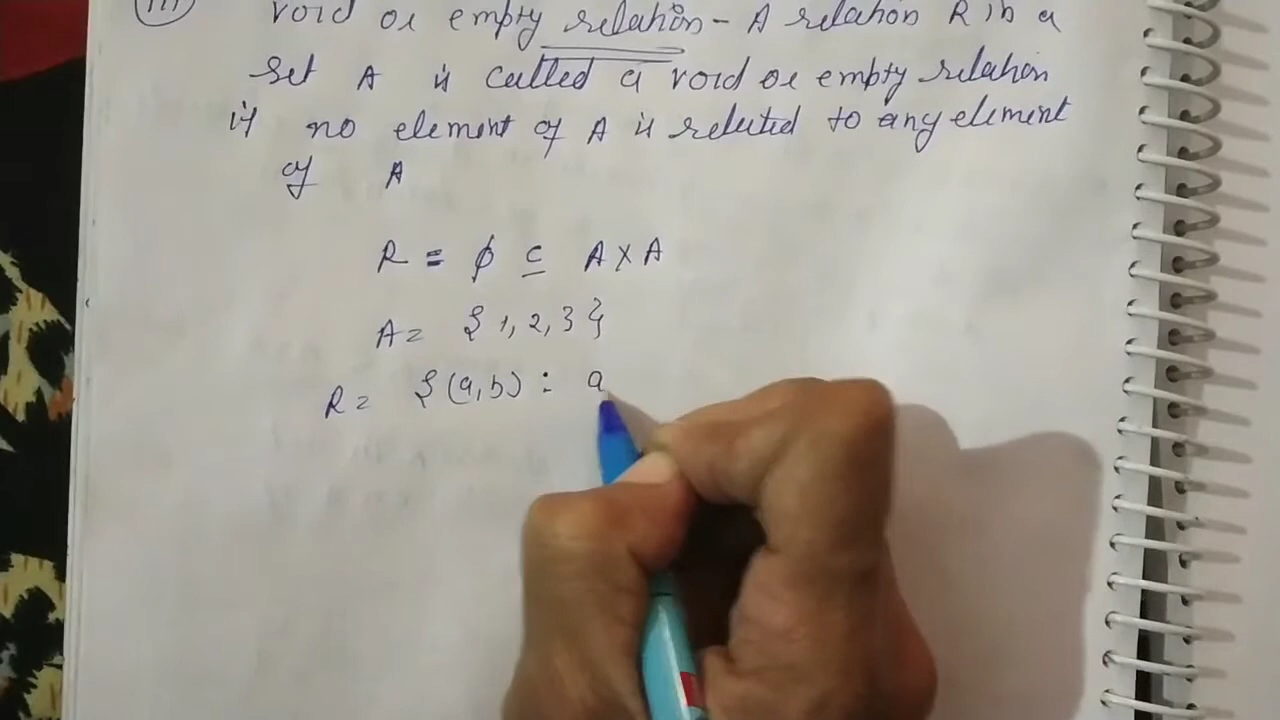 (III) Void or empty relation - A relation R in a
set A is called a void or empty relation
if no element of A is related to any element
of A
R = ϕ ⊆ A × A
A = {1, 2, 3}
R = {(a, b) : a